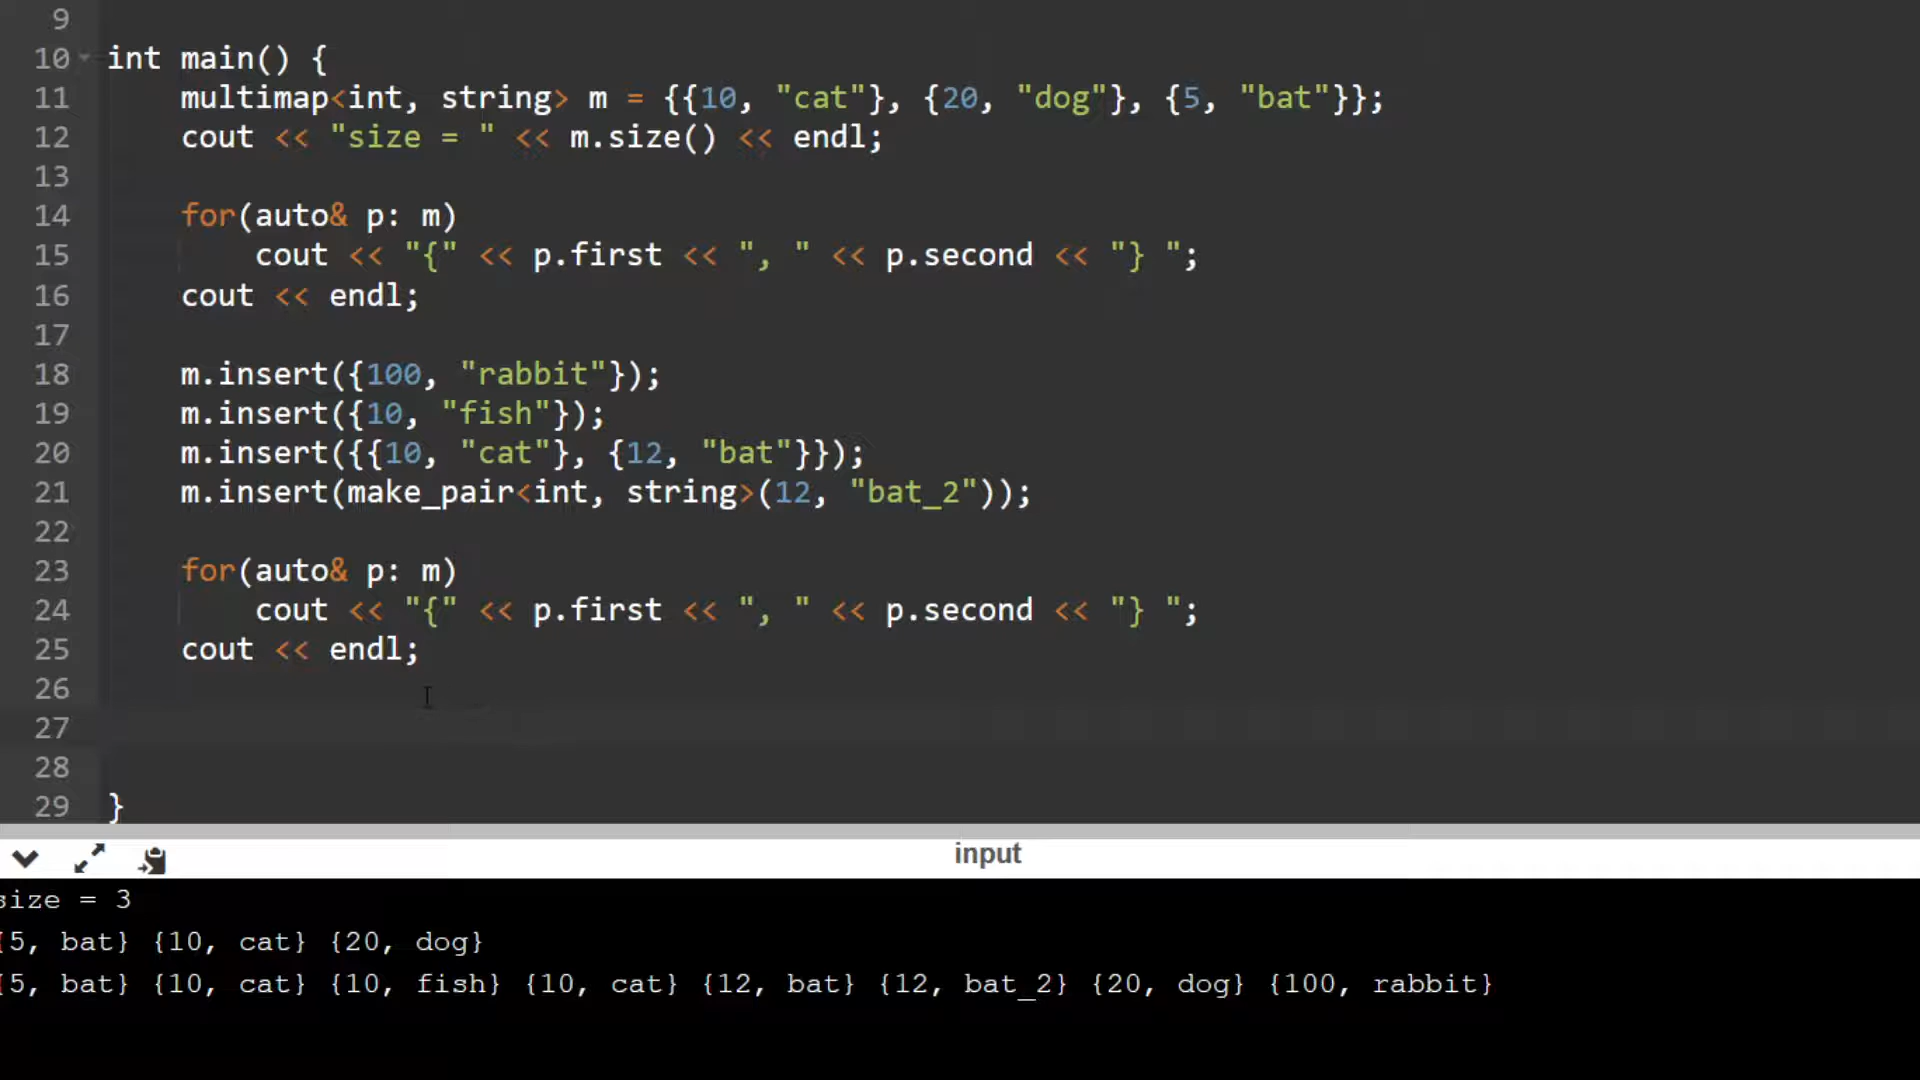 9
10 int main() {
11 multimap<int, string> m = {{10, "cat"}, {20, "dog"}, {5, "bat"}};
12 cout << "size = " << m.size() << endl;
13
14 for(auto& p: m)
15 cout << "{" << p.first << ", " << p.second << "} ";
16 cout << endl;
17
18 m.insert({100, "rabbit"});
19 m.insert({10, "fish"});
20 m.insert({{10, "cat"}, {12, "bat"}});
21 m.insert(make_pair<int, string>(12, "bat_2"));
22
23 for(auto& p: m)
24 cout << "{" << p.first << ", " << p.second << "} ";
25 cout << endl;
26
27
28
29 }
input
size = 3
{5, bat} {10, cat} {20, dog}
{5, bat} {10, cat} {10, fish} {10, cat} {12, bat} {12, bat_2} {20, dog} {100, rabbit}